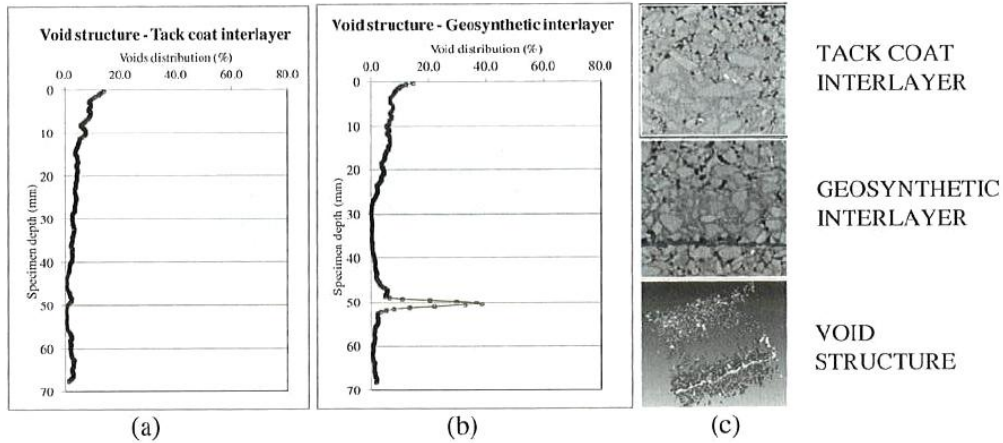 Void structure - Tack coat interlayer
Voids distribution (%)
0.0 20.0 40.0 60.0 80.0
0
10
20
30
40
50
60
70
Specimen depth (mm)
(a)
Void structure - Geosynthetic interlayer
Void distribution (%)
0.0 20.0 40.0 60.0 80.0
0
10
20
30
40
50
60
70
Specimen depth (mm)
(b)
TACK COAT
INTERLAYER
GEOSYNTHETIC
INTERLAYER
VOID
STRUCTURE
(c)